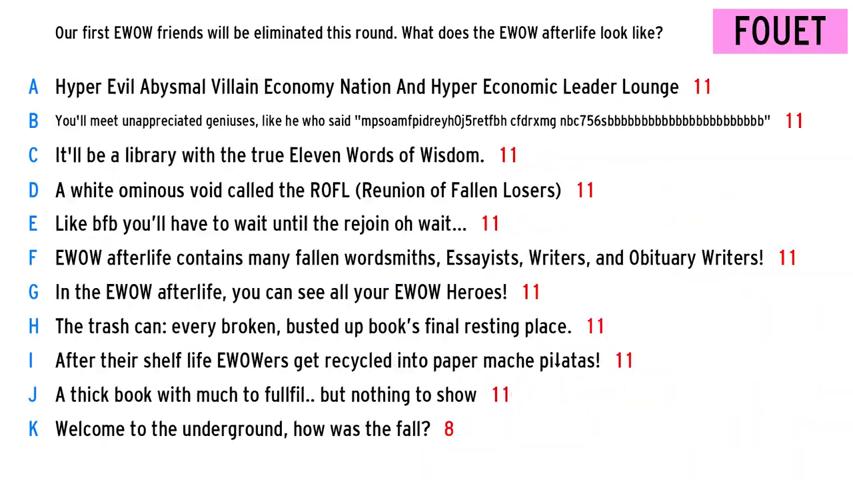 Our first EWOW friends will be eliminated this round. What does the EWOW afterlife look like?
FOUET
A Hyper Evil Abysmal Villain Economy Nation And Hyper Economic Leader Lounge 11
B You'll meet unappreciated geniuses, like he who said "mpsoamfpidreyh0j5retfbh cfdrxmg nbc756sbbbbbbbbbbbbbbbbbbbbbbbb" 11
C It'll be a library with the true Eleven Words of Wisdom. 11
D A white ominous void called the ROFL (Reunion of Fallen Losers) 11
E Like bfb you’ll have to wait until the rejoin oh wait... 11
F EWOW afterlife contains many fallen wordsmiths, Essayists, Writers, and Obituary Writers! 11
G In the EWOW afterlife, you can see all your EWOW Heroes! 11
H The trash can: every broken, busted up book’s final resting place. 11
I After their shelf life EWOWers get recycled into paper mache pi↓atas! 11
J A thick book with much to fullfil.. but nothing to show 11
K Welcome to the underground, how was the fall? 8